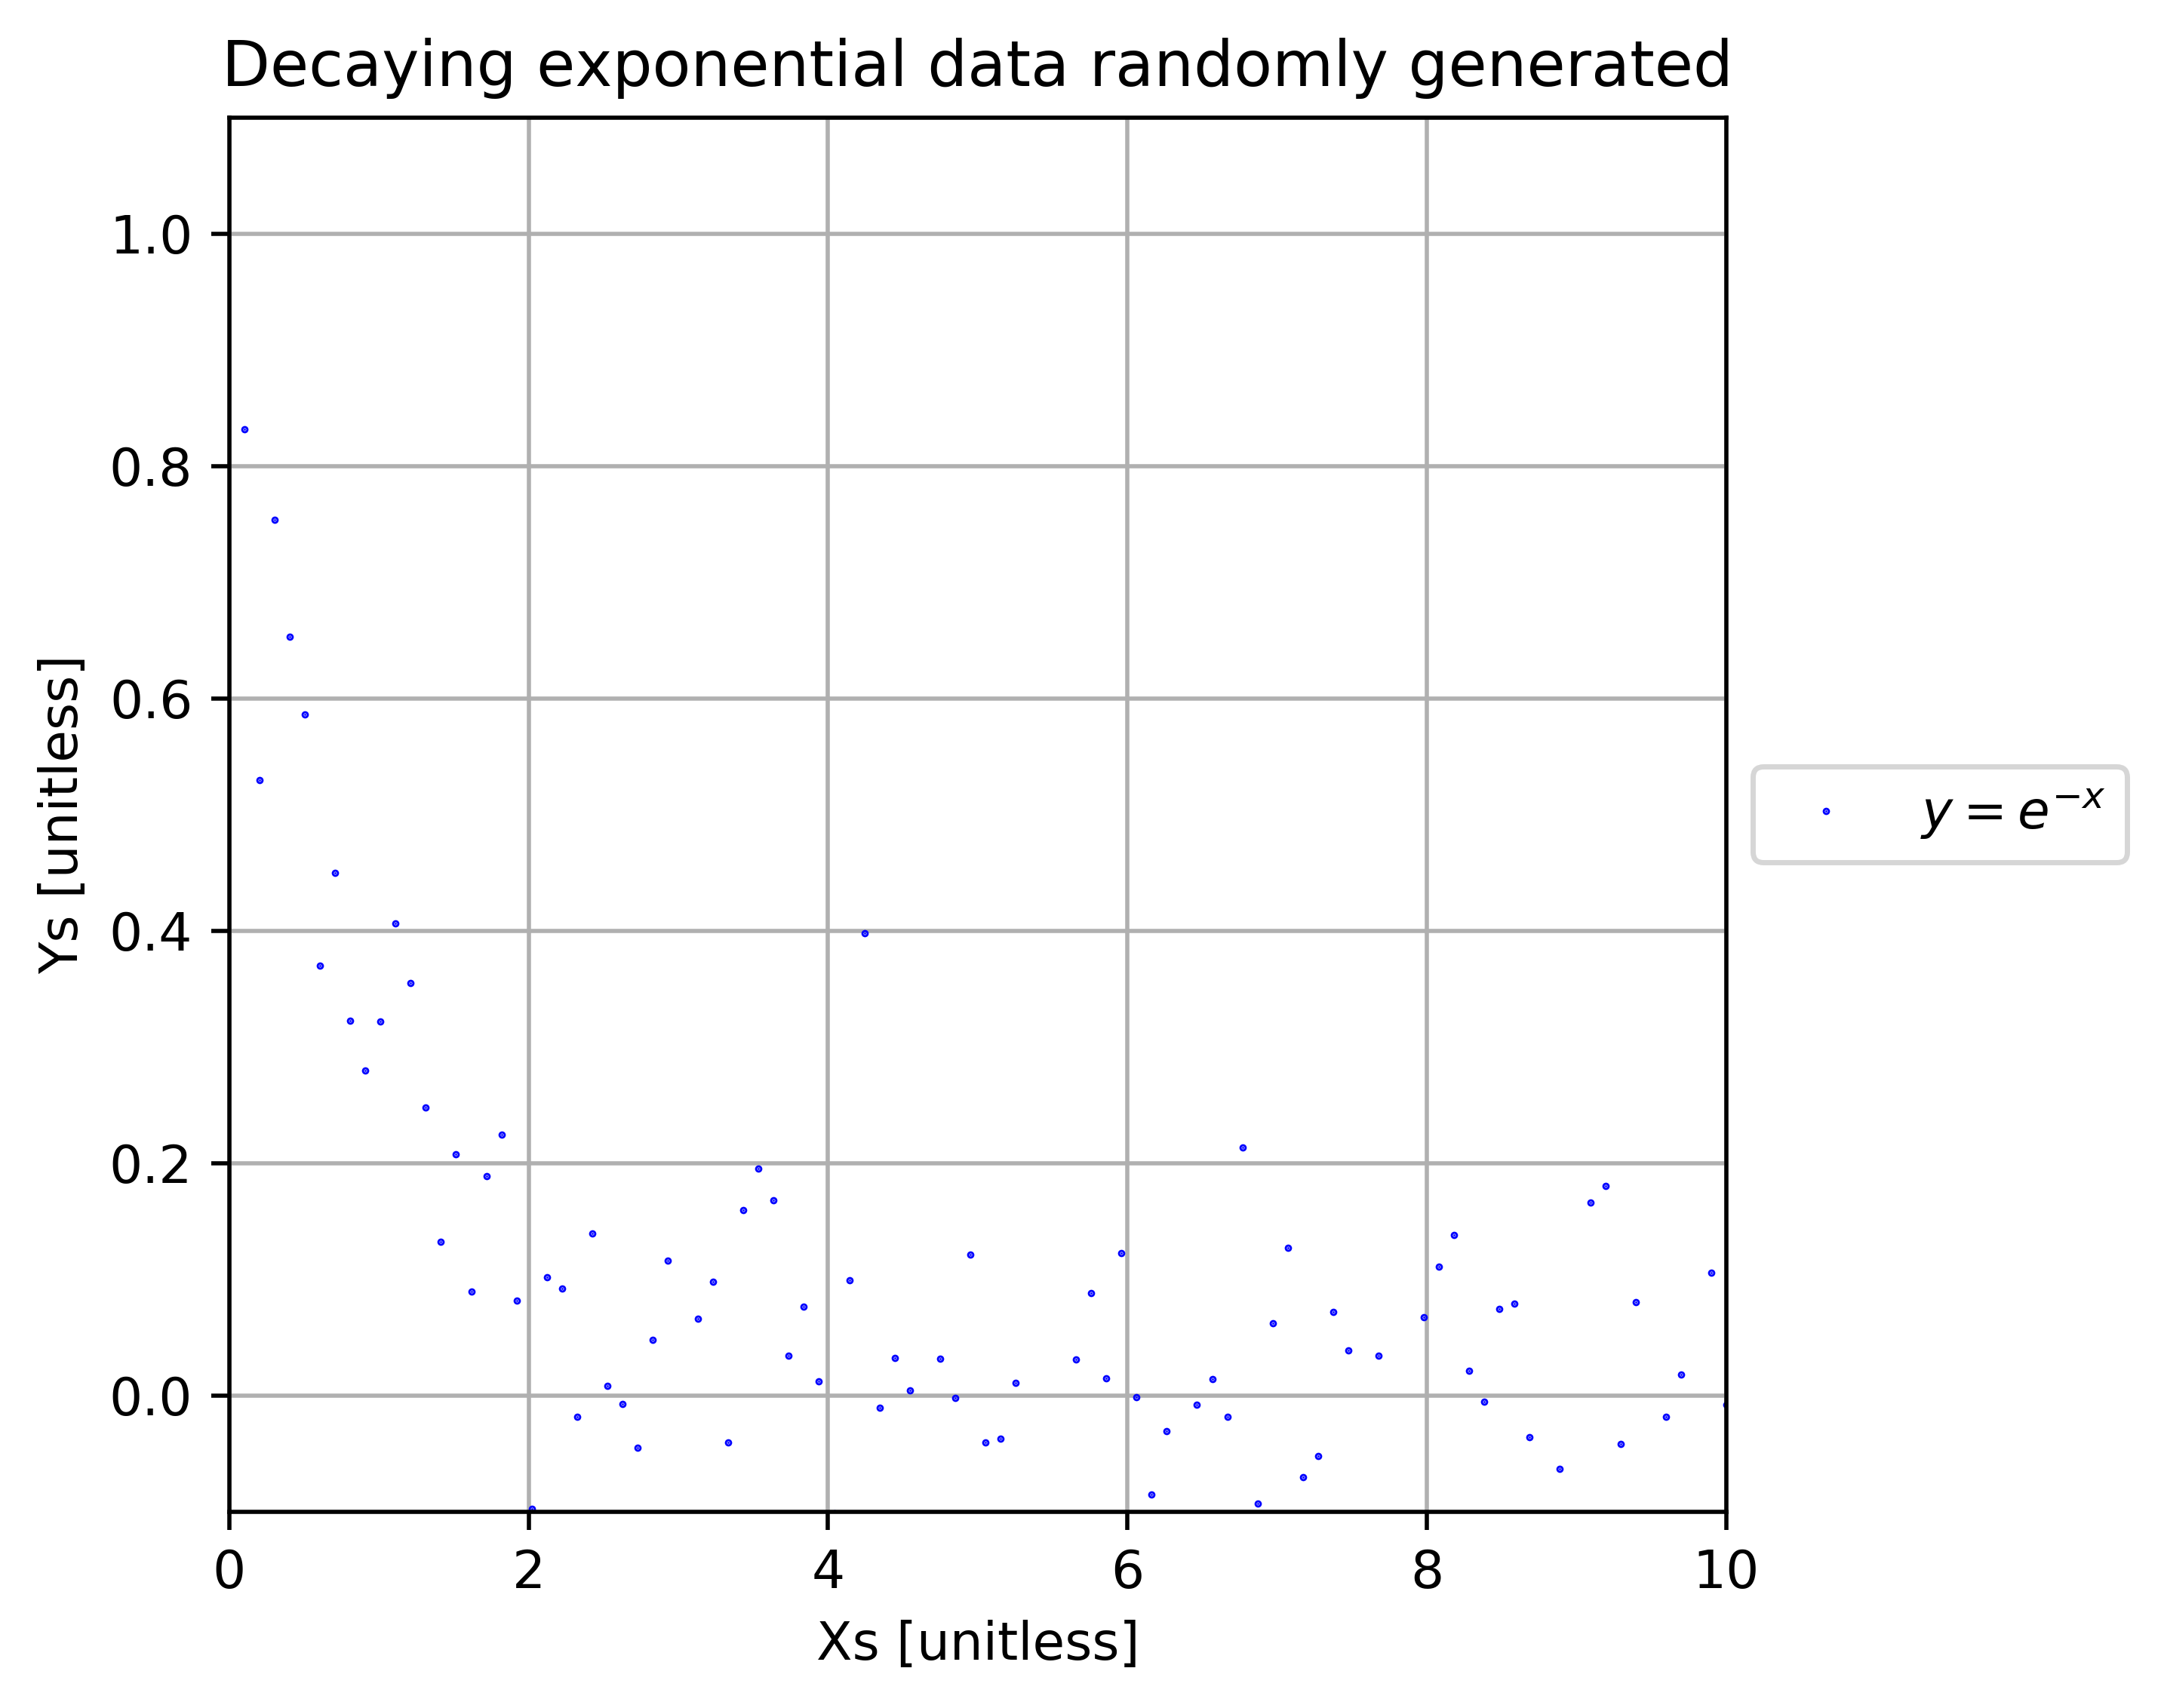 Decaying exponential data randomly generated
1.0
0.8
0.6
0.4
0.2
0.0
Ys [unitless]
0 2 4 6 8 10
Xs [unitless]
y = e^{-x}